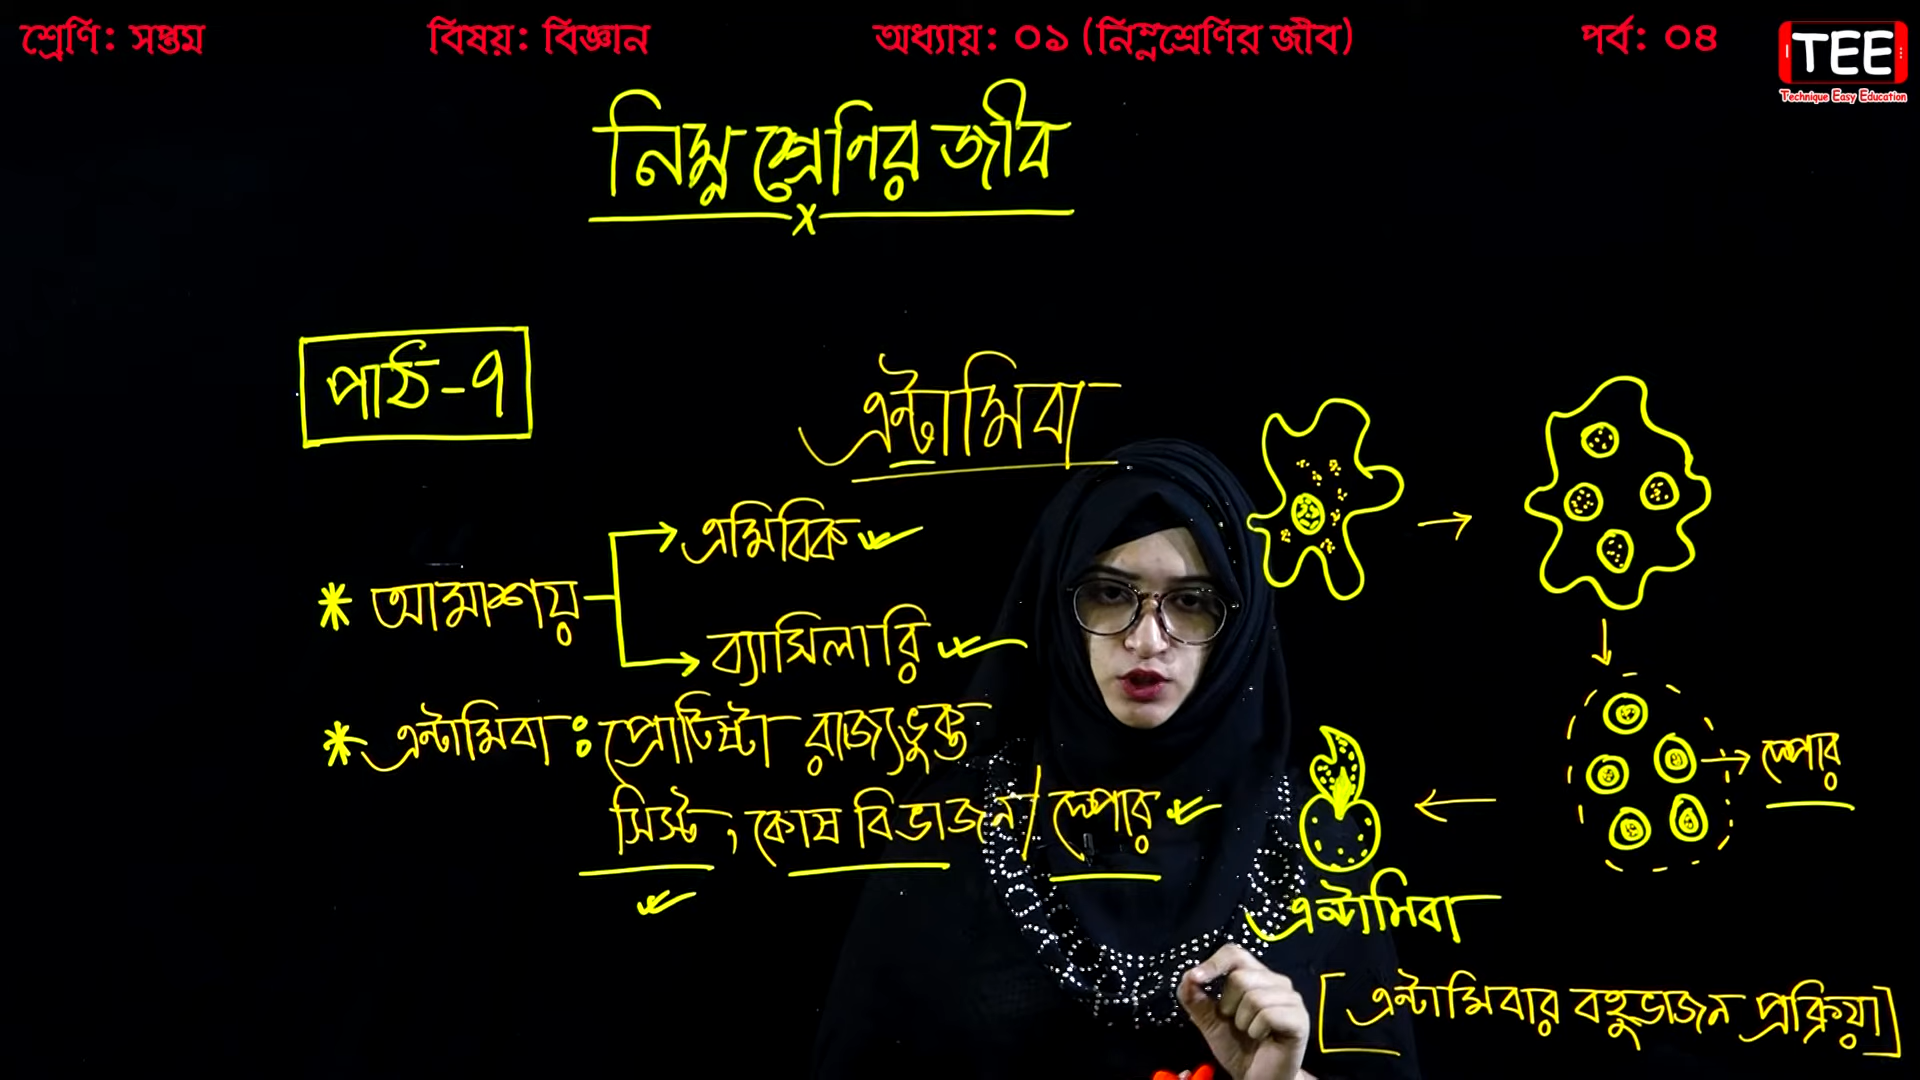 শ্রেণি: সপ্তম বিষয়: বিজ্ঞান অধ্যায়: ০১ (নিম্নশ্রেণির জীব) পর্ব: ০৪
TEE
Technique Easy Education
নিম্ন শ্রেণির জীব
পাঠ-৭
এন্টামিবা
* আমাশয়
এমিবিক
ব্যাসিলারি
* এন্টামিবা : প্রোটিস্টা রাজ্যভুক্ত
সিস্ট, কোষ বিভাজন/স্পোর
স্পোর
এন্টামিবা
[এন্টামিবার বহুভাজন প্রক্রিয়া]